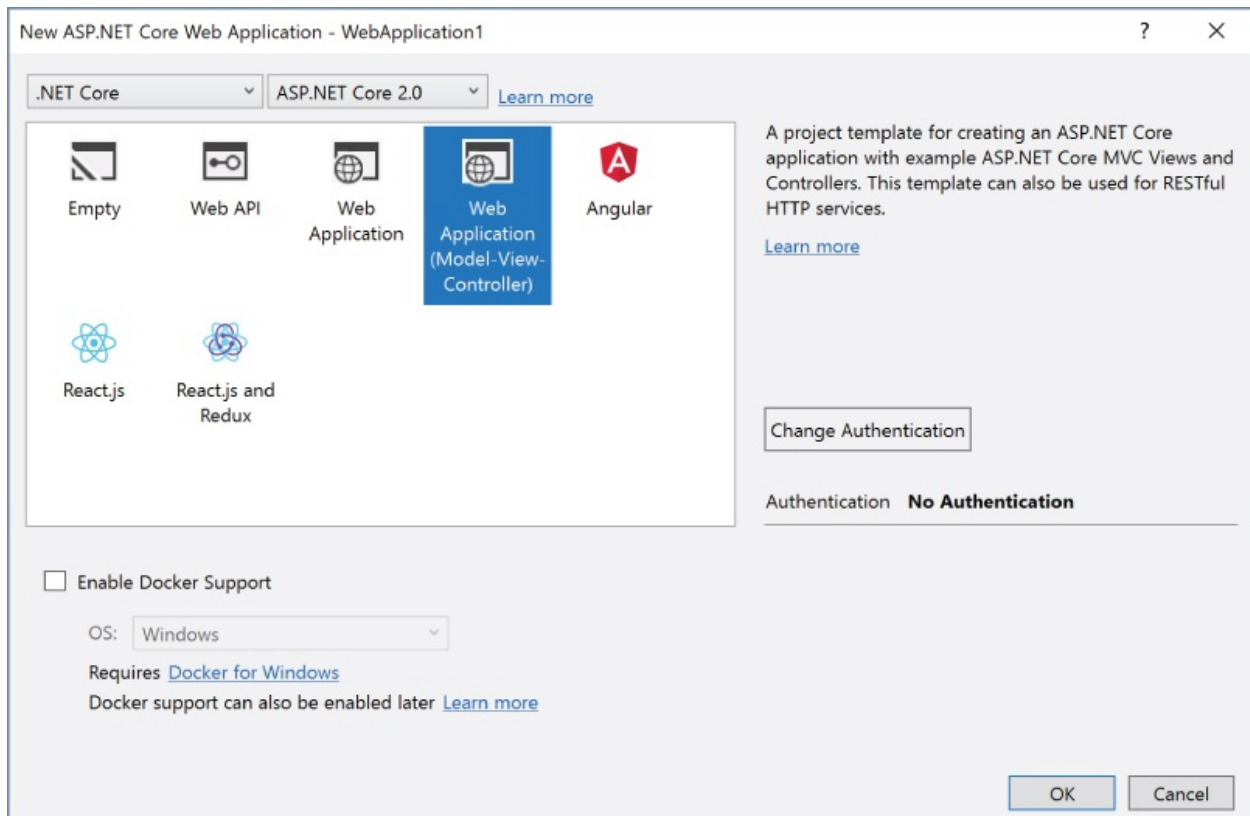 New ASP.NET Core Web Application - WebApplication1
?
.NET Core
ASP.NET Core 2.0
Learn more
Empty
Web API
Web
Application
Web
Application
(Model-View-
Controller)
Angular
React.js
React.js and
Redux
A project template for creating an ASP.NET Core
application with example ASP.NET Core MVC Views and
Controllers. This template can also be used for RESTful
HTTP services.
Learn more
Change Authentication
Authentication No Authentication
Enable Docker Support
OS: Windows
Requires Docker for Windows
Docker support can also be enabled later Learn more
OK
Cancel